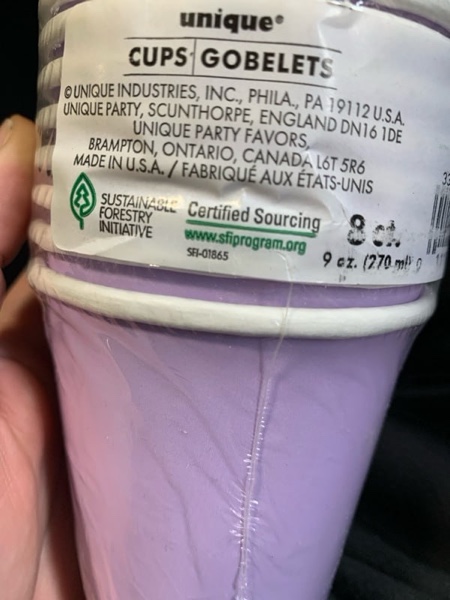 unique®
CUPS GOBELETS
© UNIQUE INDUSTRIES, INC., PHILA., PA 19112 U.S.A.
UNIQUE PARTY, SCUNTHORPE, ENGLAND DN16 1DE
UNIQUE PARTY FAVORS,
BRAMPTON, ONTARIO, CANADA L6T 5R6
MADE IN U.S.A. / FABRIQUÉ AUX ÉTATS-UNIS
SUSTAINABLE
FORESTRY
INITIATIVE
Certified Sourcing
www.sfiprogram.org
SFI-01865
8 ct.
9 oz. (270 ml)